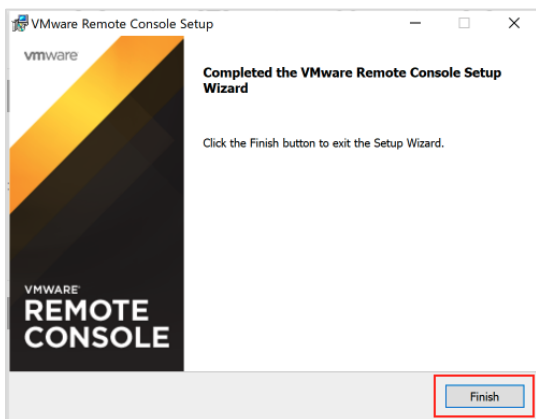 VMware Remote Console Setup
vmware
Completed the VMware Remote Console Setup
Wizard
Click the Finish button to exit the Setup Wizard.
VMWARE®
REMOTE
CONSOLE
Finish